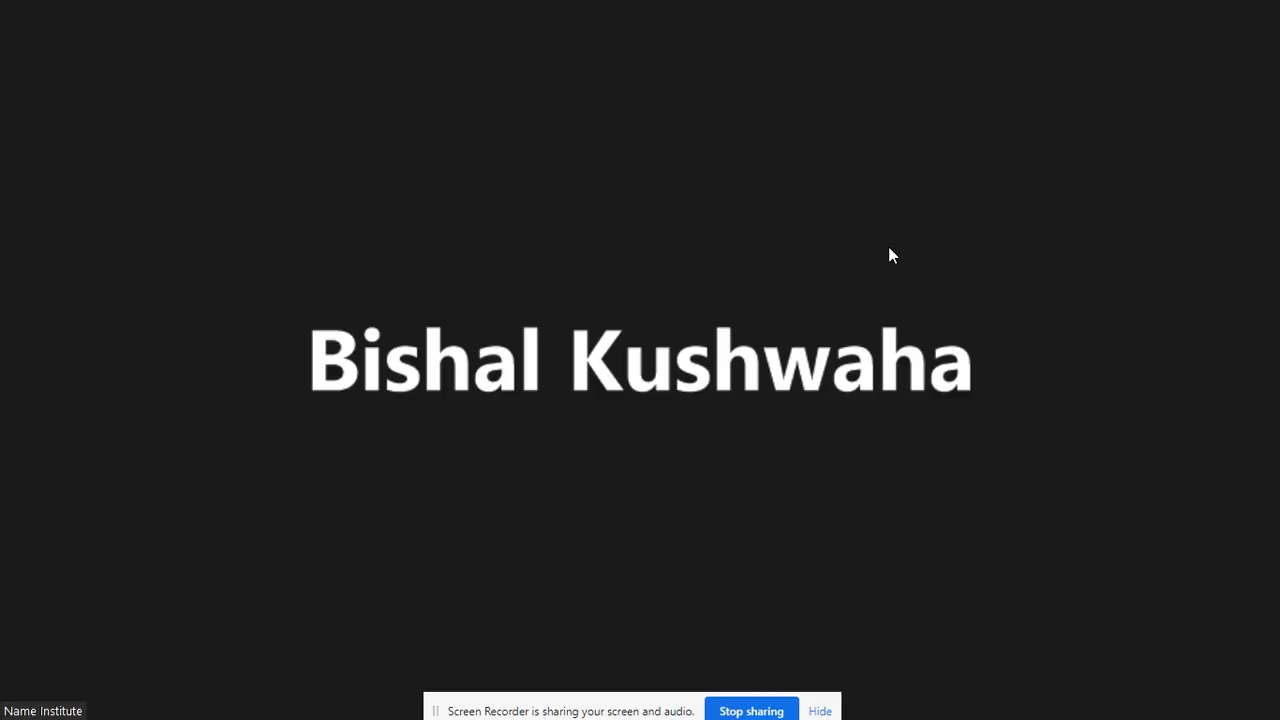 Bishal Kushwaha
Name Institute
Screen Recorder is sharing your screen and audio. Stop sharing Hide